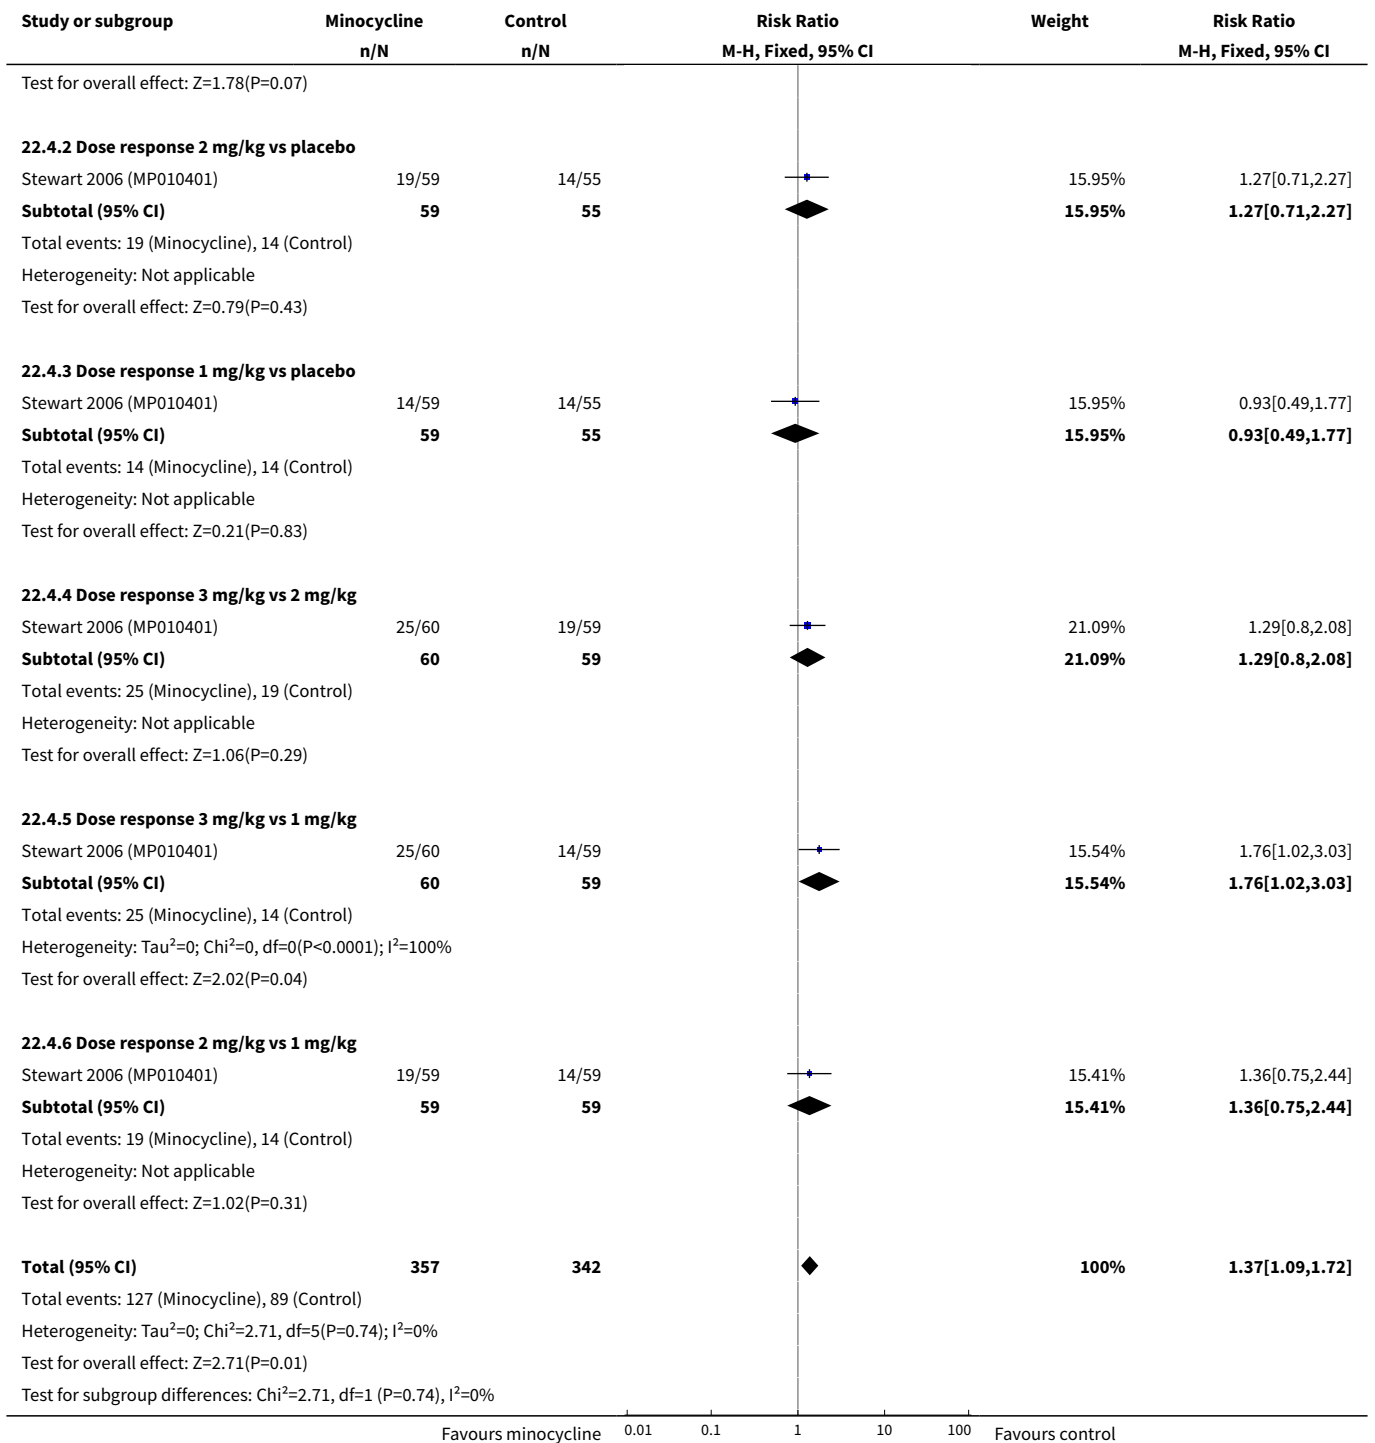 Study or subgroup Minocycline Control Risk Ratio Weight Risk Ratio
n/N n/N M-H, Fixed, 95% CI M-H, Fixed, 95% CI
Test for overall effect: Z=1.78(P=0.07)
22.4.2 Dose response 2 mg/kg vs placebo
Stewart 2006 (MP010401) 19/59 14/55 15.95% 1.27[0.71,2.27]
Subtotal (95% CI) 59 55 15.95% 1.27[0.71,2.27]
Total events: 19 (Minocycline), 14 (Control)
Heterogeneity: Not applicable
Test for overall effect: Z=0.79(P=0.43)
22.4.3 Dose response 1 mg/kg vs placebo
Stewart 2006 (MP010401) 14/59 14/55 15.95% 0.93[0.49,1.77]
Subtotal (95% CI) 59 55 15.95% 0.93[0.49,1.77]
Total events: 14 (Minocycline), 14 (Control)
Heterogeneity: Not applicable
Test for overall effect: Z=0.21(P=0.83)
22.4.4 Dose response 3 mg/kg vs 2 mg/kg
Stewart 2006 (MP010401) 25/60 19/59 21.09% 1.29[0.8,2.08]
Subtotal (95% CI) 60 59 21.09% 1.29[0.8,2.08]
Total events: 25 (Minocycline), 19 (Control)
Heterogeneity: Not applicable
Test for overall effect: Z=1.06(P=0.29)
22.4.5 Dose response 3 mg/kg vs 1 mg/kg
Stewart 2006 (MP010401) 25/60 14/59 15.54% 1.76[1.02,3.03]
Subtotal (95% CI) 60 59 15.54% 1.76[1.02,3.03]
Total events: 25 (Minocycline), 14 (Control)
Heterogeneity: Tau²=0; Chi²=0, df=0(P<0.0001); I²=100%
Test for overall effect: Z=2.02(P=0.04)
22.4.6 Dose response 2 mg/kg vs 1 mg/kg
Stewart 2006 (MP010401) 19/59 14/59 15.41% 1.36[0.75,2.44]
Subtotal (95% CI) 59 59 15.41% 1.36[0.75,2.44]
Total events: 19 (Minocycline), 14 (Control)
Heterogeneity: Not applicable
Test for overall effect: Z=1.02(P=0.31)
Total (95% CI) 357 342 100% 1.37[1.09,1.72]
Total events: 127 (Minocycline), 89 (Control)
Heterogeneity: Tau²=0; Chi²=2.71, df=5(P=0.74); I²=0%
Test for overall effect: Z=2.71(P=0.01)
Test for subgroup differences: Chi²=2.71, df=1 (P=0.74), I²=0%
Favours minocycline 0.01 0.1 1 10 100 Favours control